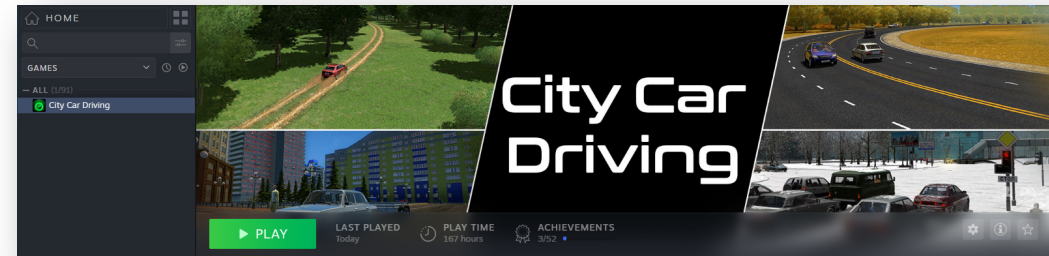 HOME
GAMES
— ALL (1/91)
City Car Driving
City Car
Driving
PLAY
LAST PLAYED
Today
PLAY TIME
167 hours
ACHIEVEMENTS
3/52